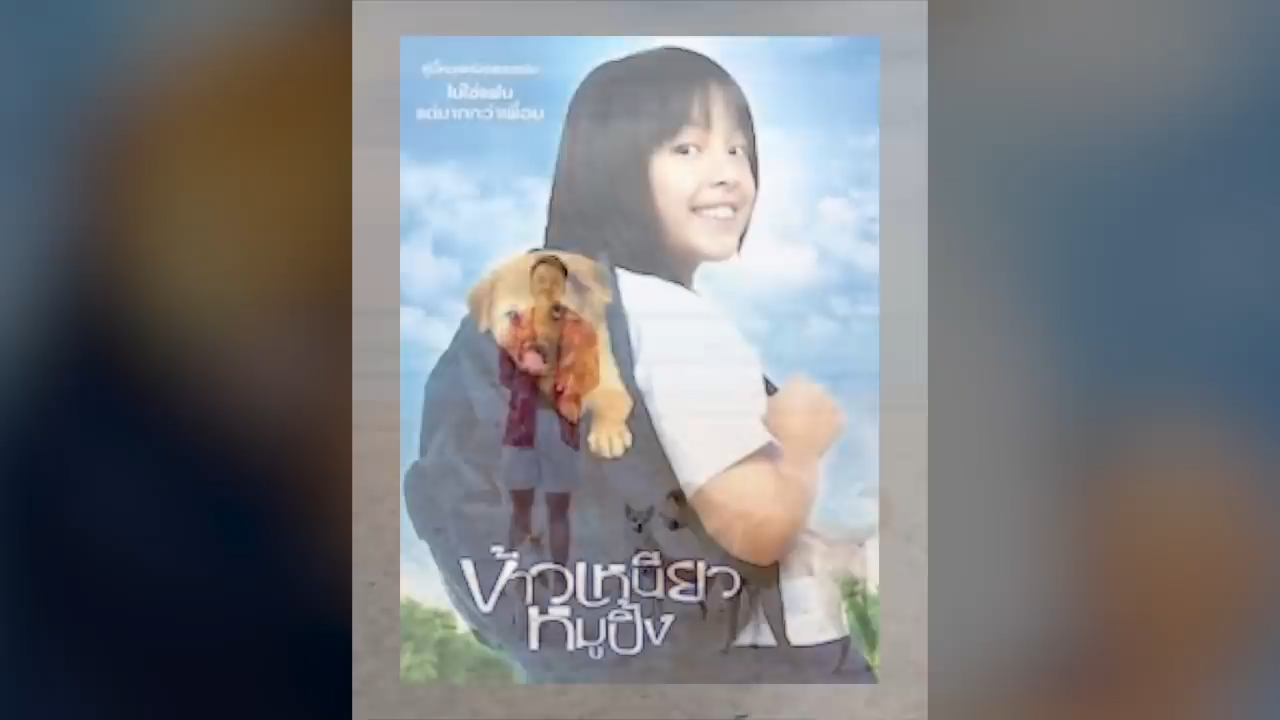 ไม่ใช่แฟน
แต่มากกว่าเพื่อน
ข้าวเหนียว
หมูปิ้ง